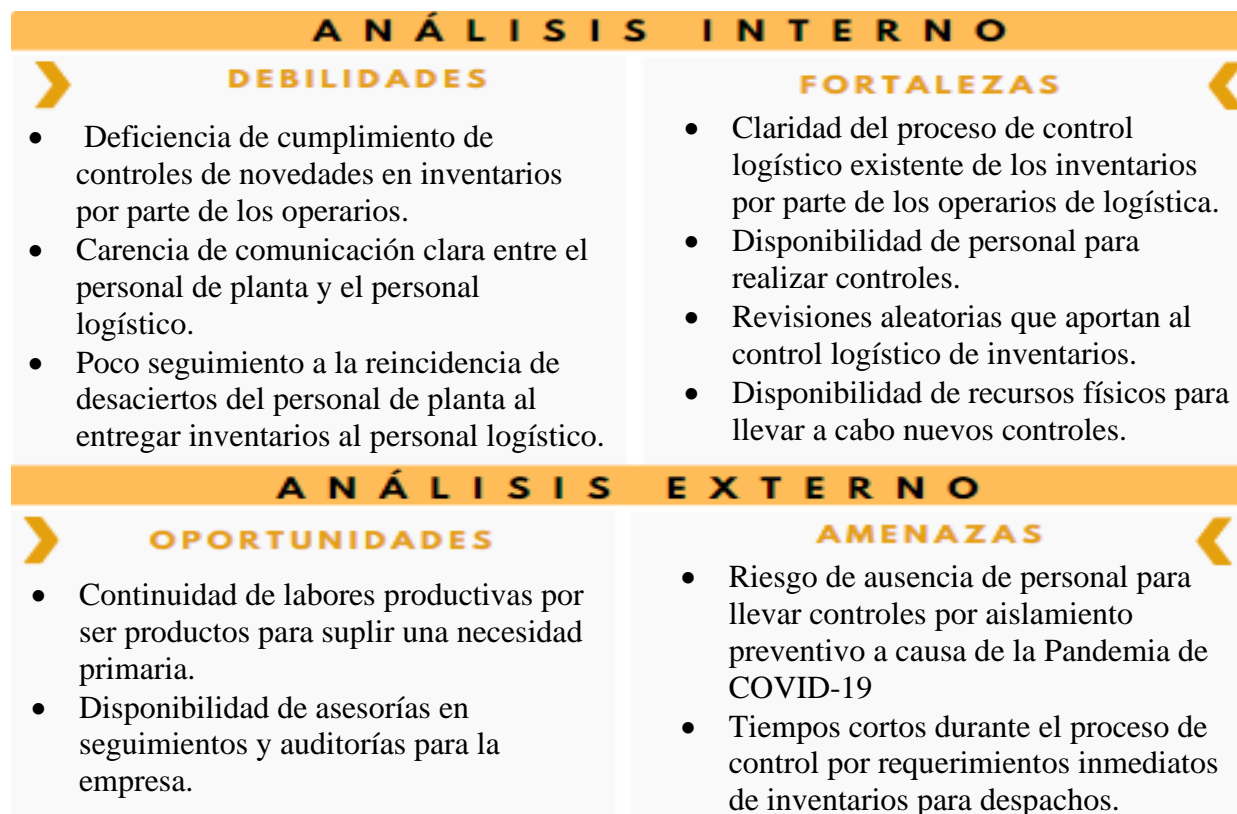 ANÁLISIS INTERNO
DEBILIDADES
• Deficiencia de cumplimiento de
controles de novedades en inventarios
por parte de los operarios.
• Carencia de comunicación clara entre el
personal de planta y el personal
logístico.
• Poco seguimiento a la reincidencia de
desaciertos del personal de planta al
entregar inventarios al personal logístico.
FORTALEZAS
• Claridad del proceso de control
logístico existente de los inventarios
por parte de los operarios de logística.
• Disponibilidad de personal para
realizar controles.
• Revisiones aleatorias que aportan al
control logístico de inventarios.
• Disponibilidad de recursos físicos para
llevar a cabo nuevos controles.
ANÁLISIS EXTERNO
OPORTUNIDADES
• Continuidad de labores productivas por
ser productos para suplir una necesidad
primaria.
• Disponibilidad de asesorías en
seguimientos y auditorías para la
empresa.
AMENAZAS
• Riesgo de ausencia de personal para
llevar controles por aislamiento
preventivo a causa de la Pandemia de
COVID-19
• Tiempos cortos durante el proceso de
control por requerimientos inmediatos
de inventarios para despachos.